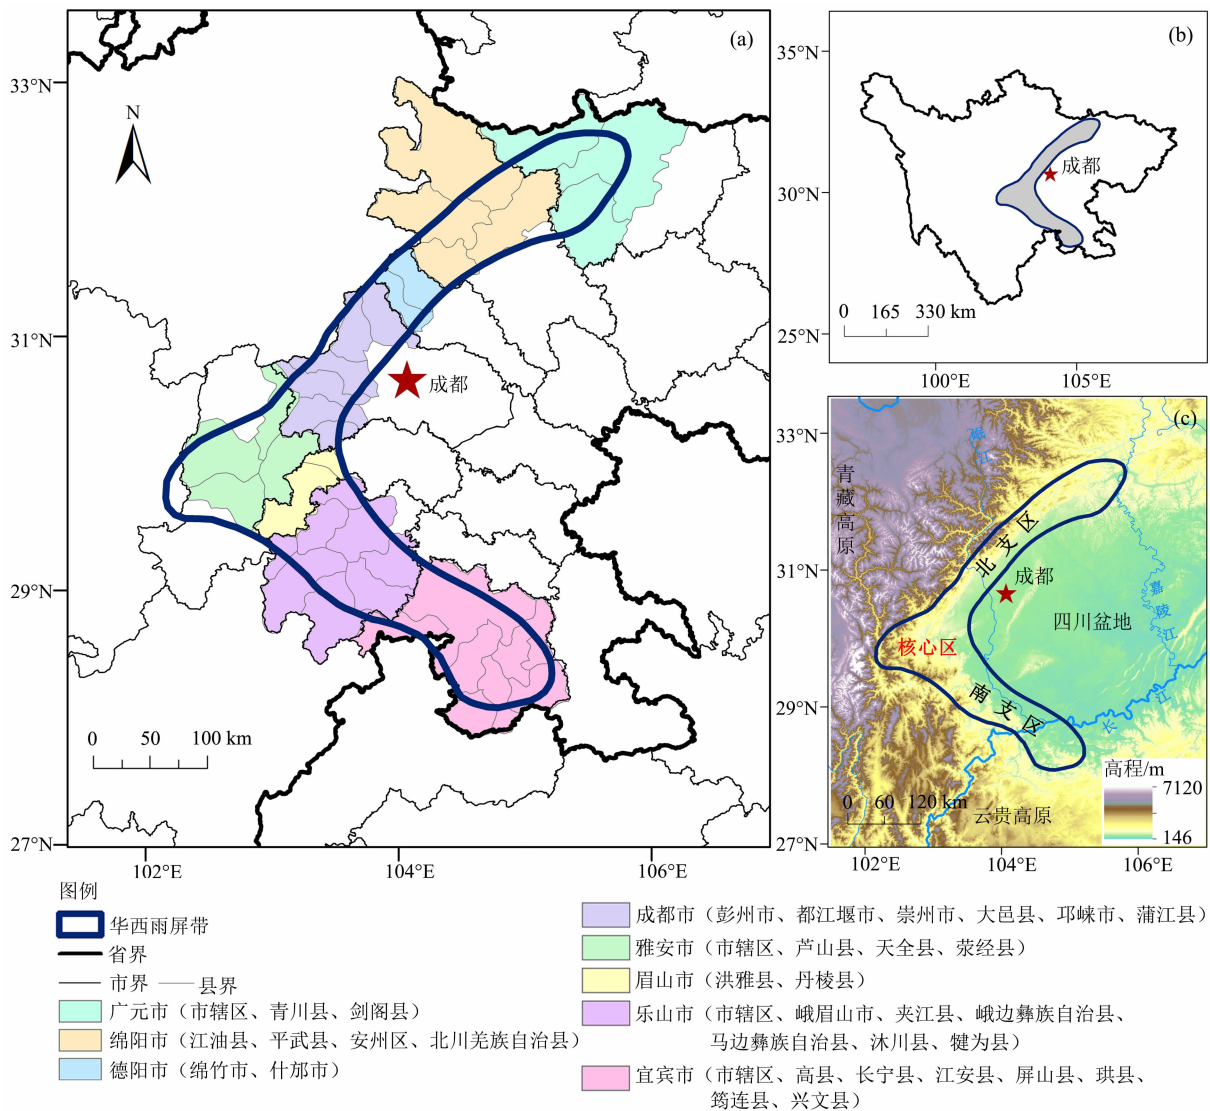 (a)
33°N
31°N
29°N
27°N
102°E
104°E
106°E
N
成都
0 50 100 km
(b)
35°N
30°N
25°N
100°E
105°E
成都
0 165 330 km
(c)
33°N
31°N
29°N
27°N
102°E
104°E
106°E
青藏高原
岷江
北支区
成都
四川盆地
嘉陵江
核心区
南支区
长江
云贵高原
0 60 120 km
高程/m
7120
146
图例
华西雨屏带
省界
市界 县界
广元市（市辖区、青川县、剑阁县）
绵阳市（江油县、平武县、安州区、北川羌族自治县）
德阳市（绵竹市、什邡市）
成都市（彭州市、都江堰市、崇州市、大邑县、邛崃市、蒲江县）
雅安市（市辖区、芦山县、天全县、荥经县）
眉山市（洪雅县、丹棱县）
乐山市（市辖区、峨眉山市、夹江县、峨边彝族自治县、
马边彝族自治县、沐川县、犍为县）
宜宾市（市辖区、高县、长宁县、江安县、屏山县、珙县、
筠连县、兴文县）